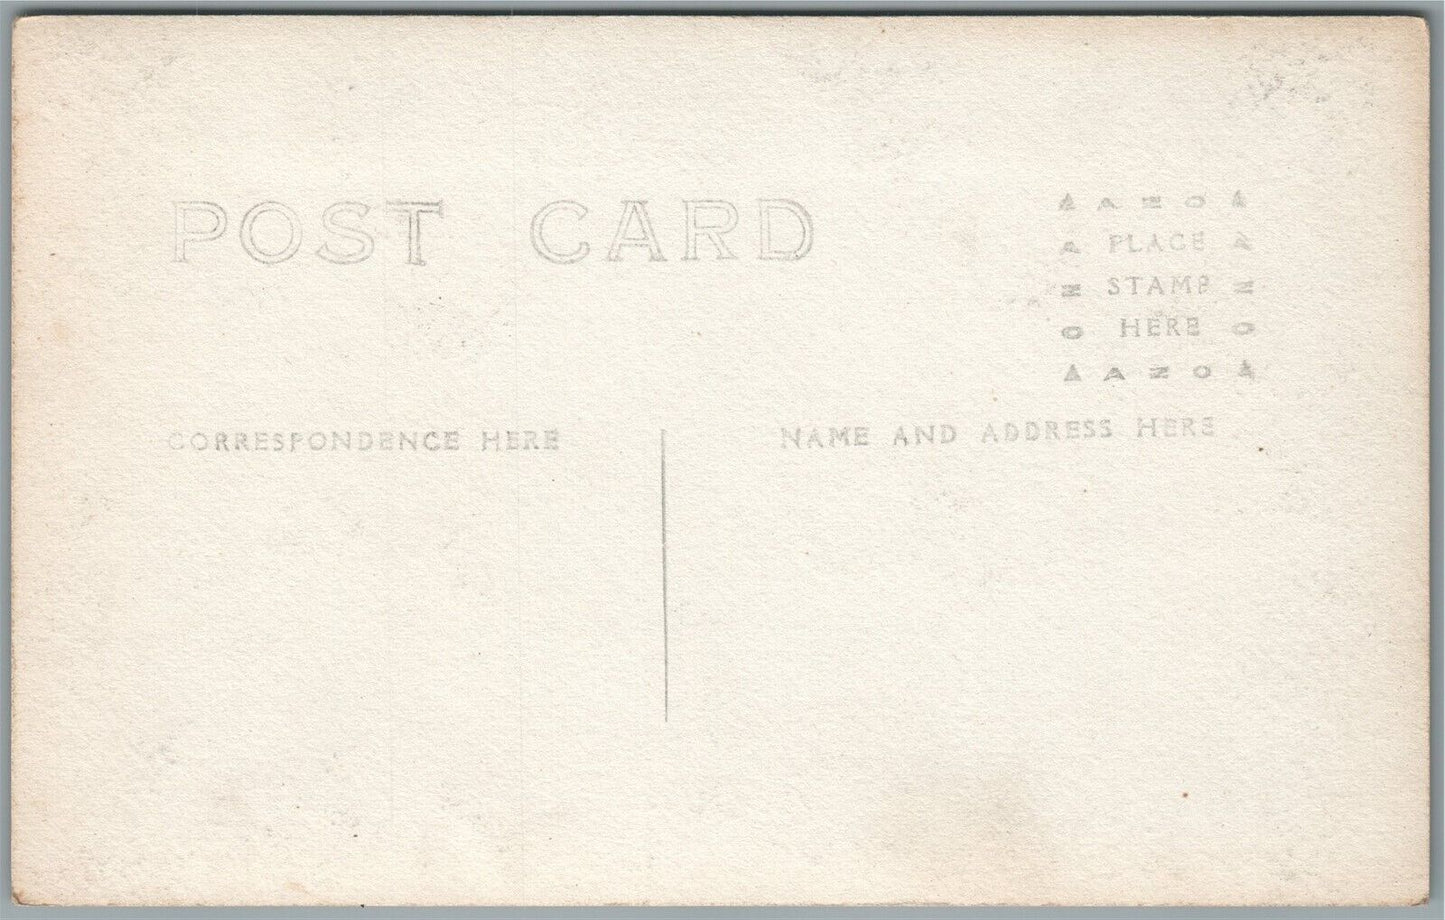 POST CARD
▲ AZO ▲
A PLACE A
Z STAMP Z
O HERE O
▲ AZO ▲
CORRESPONDENCE HERE
NAME AND ADDRESS HERE